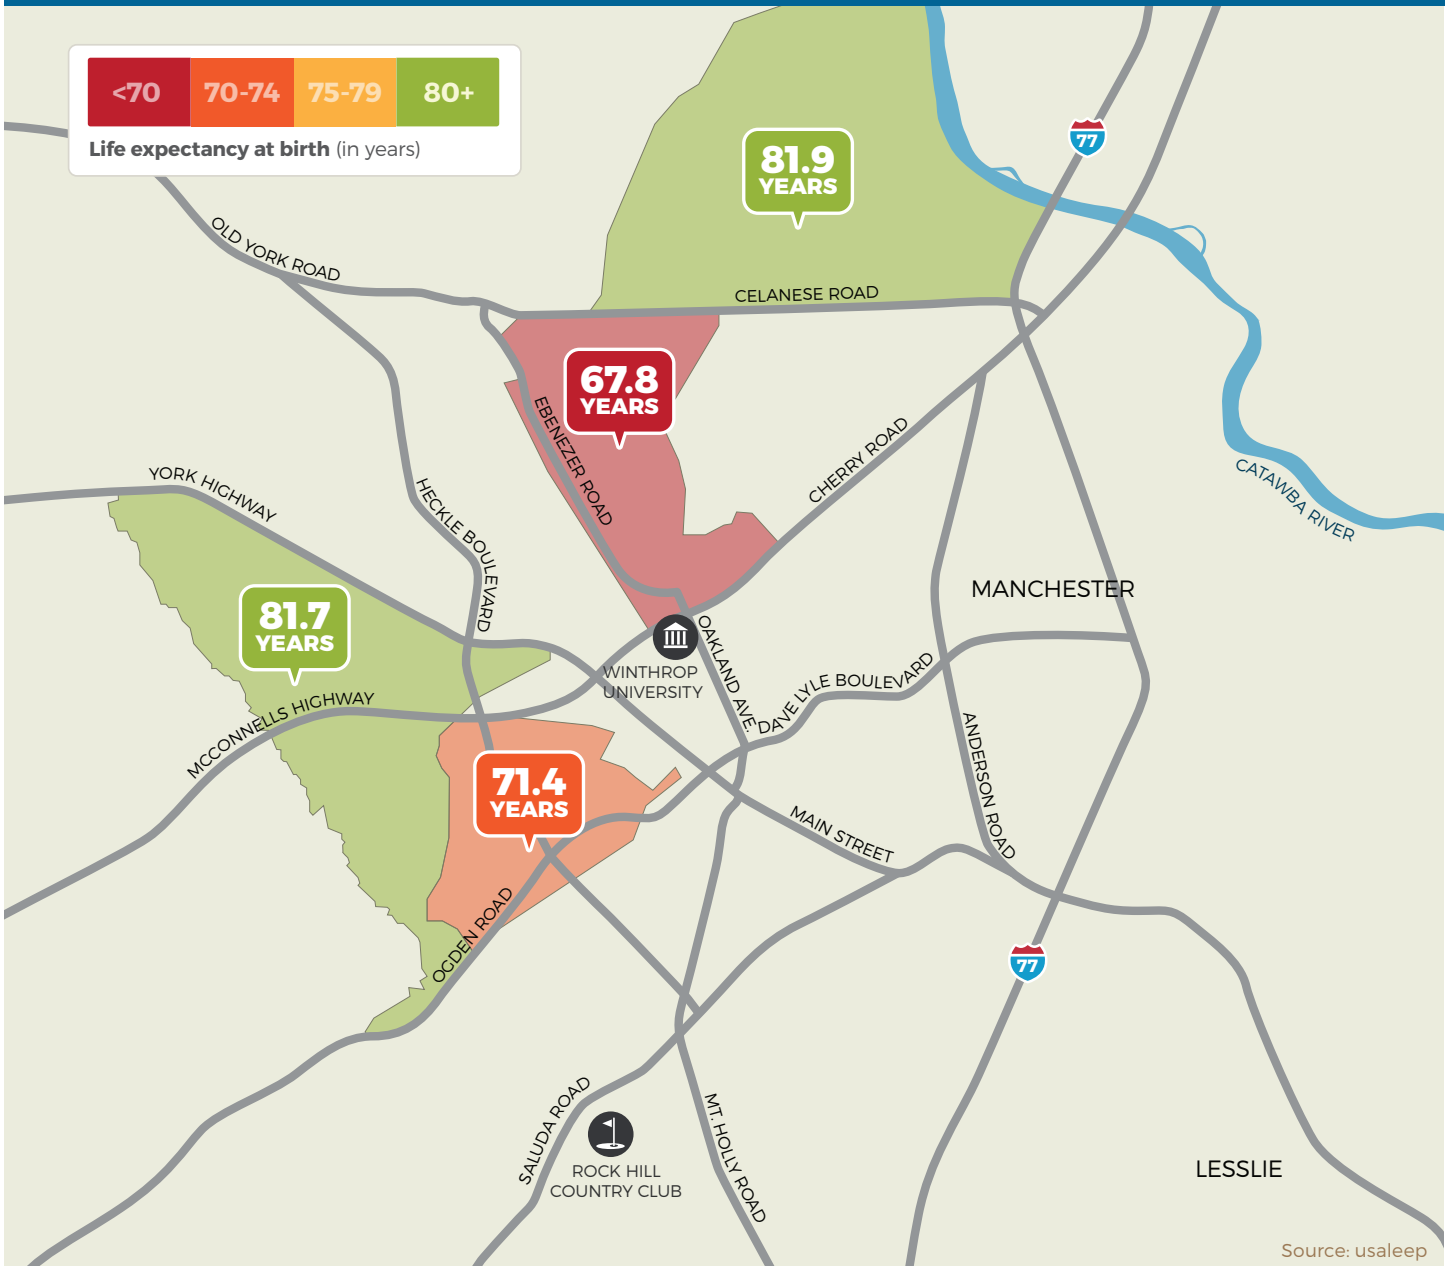 <70 70-74 75-79 80+
Life expectancy at birth (in years)
81.9
YEARS
77
OLD YORK ROAD
CELANESE ROAD
67.8
YEARS
EBENEZER ROAD
CHERRY ROAD
CATAWBA RIVER
YORK HIGHWAY
HECKLE BOULEVARD
MANCHESTER
81.7
YEARS
WINTHROP
UNIVERSITY
OAKLAND AVE.
DAVE LYLE BOULEVARD
MCCONNELLS HIGHWAY
ANDERSON ROAD
71.4
YEARS
MAIN STREET
OGDEN ROAD
77
SALUDA ROAD
MT. HOLLY ROAD
ROCK HILL
COUNTRY CLUB
LESSLIE
Source: usaleep